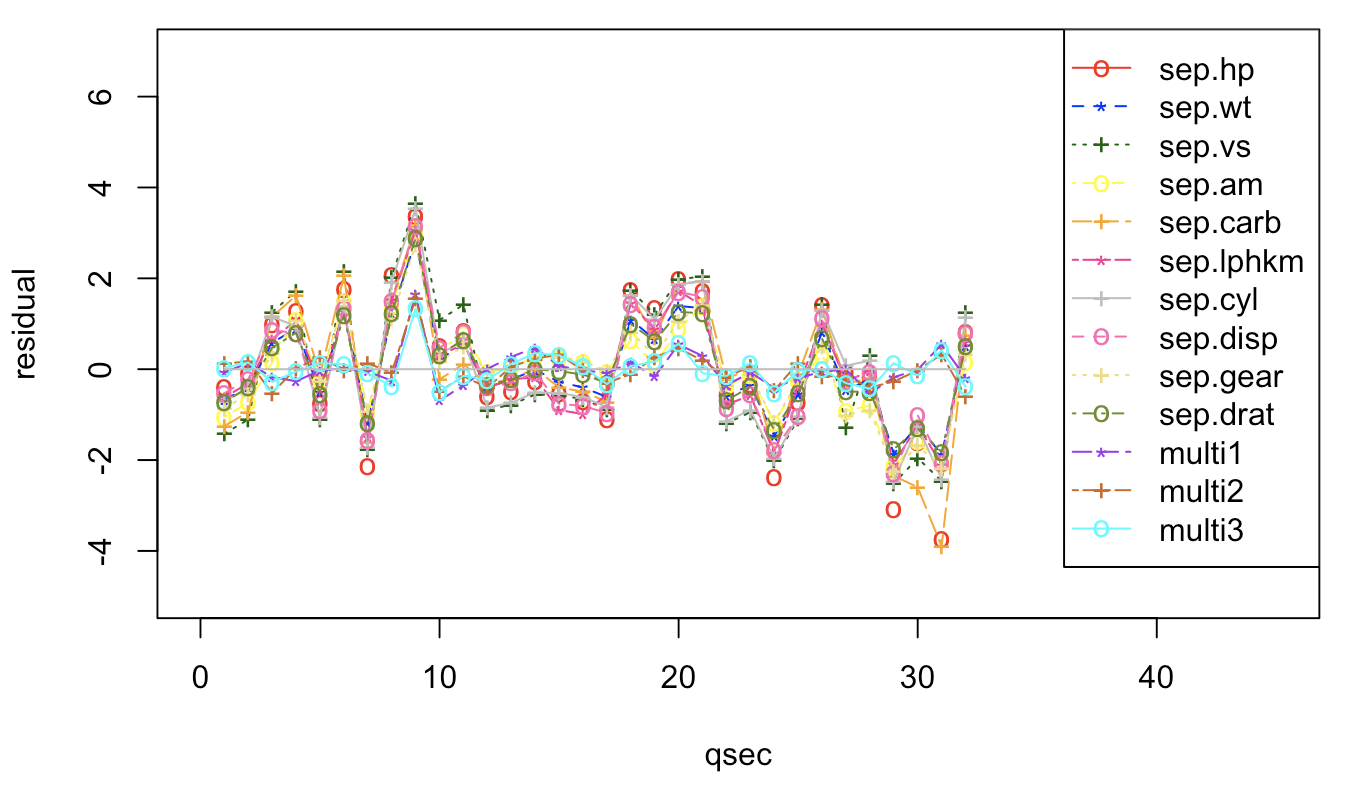 residual
6
4
2
0
-2
-4
0 10 20 30 40
qsec
sep.hp
sep.wt
sep.vs
sep.am
sep.carb
sep.lphkm
sep.cyl
sep.disp
sep.gear
sep.drat
multi1
multi2
multi3